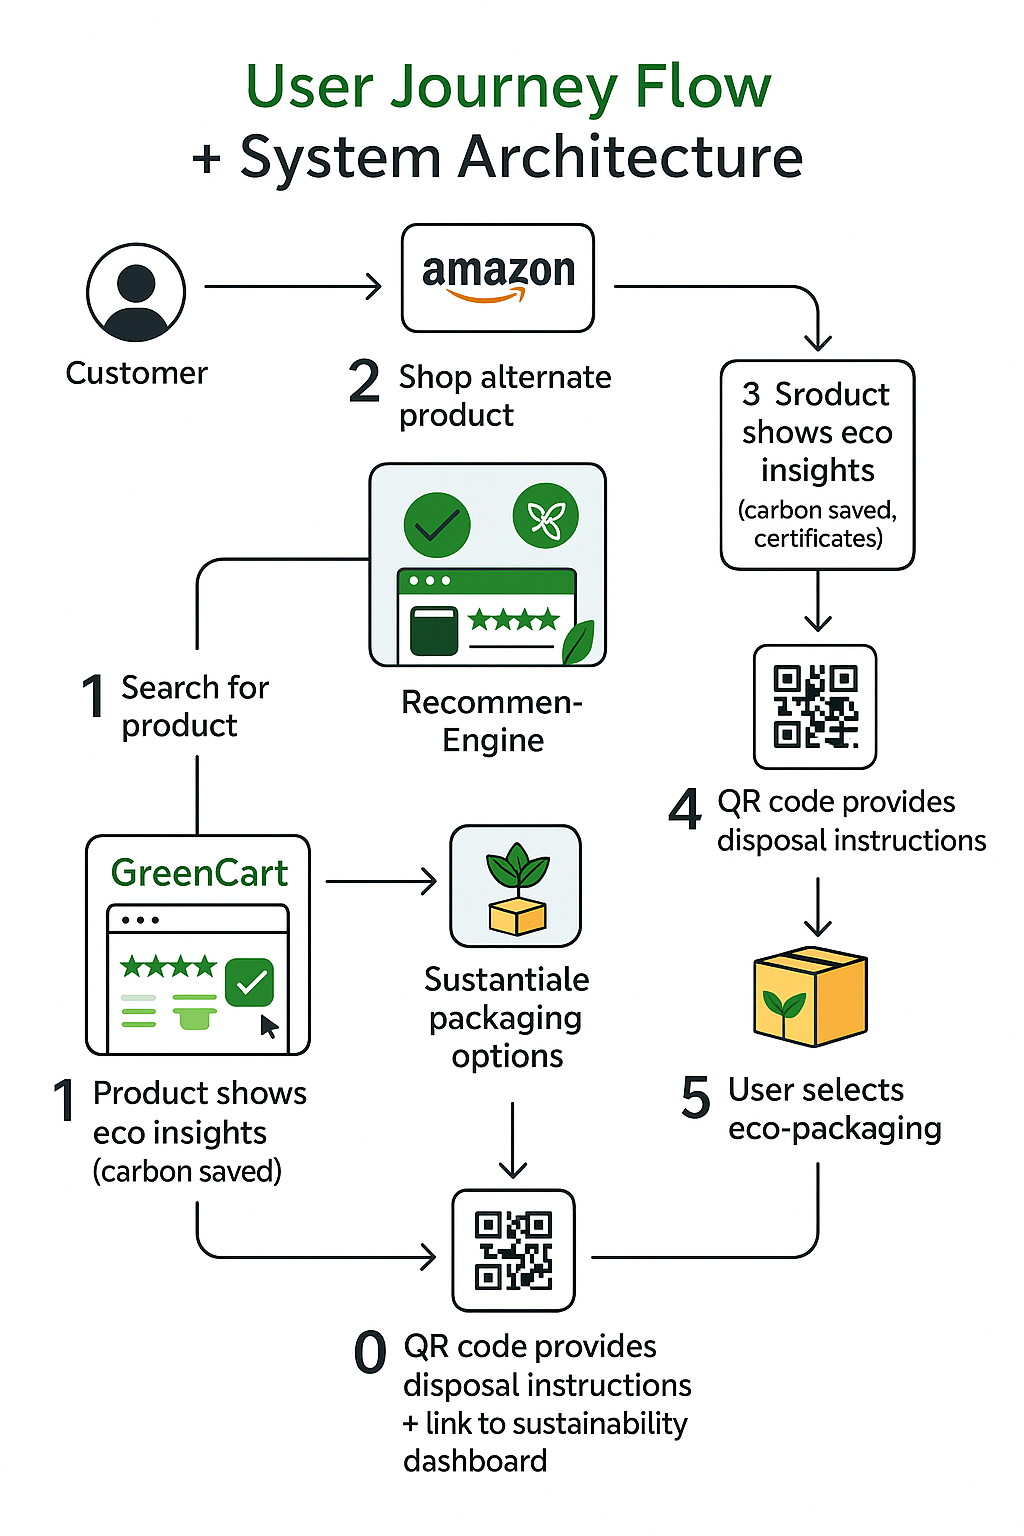 User Journey Flow
+ System Architecture
amazon
Customer
2 Shop alternate
product
3 Sroduct
shows eco
insights
(carbon saved,
certificates)
Recommen-
Engine
1 Search for
product
4 QR code provides
disposal instructions
GreenCart
Sustantiale
packaging
options
1 Product shows
eco insights
(carbon saved)
5 User selects
eco-packaging
0 QR code provides
disposal instructions
+ link to sustainability
dashboard